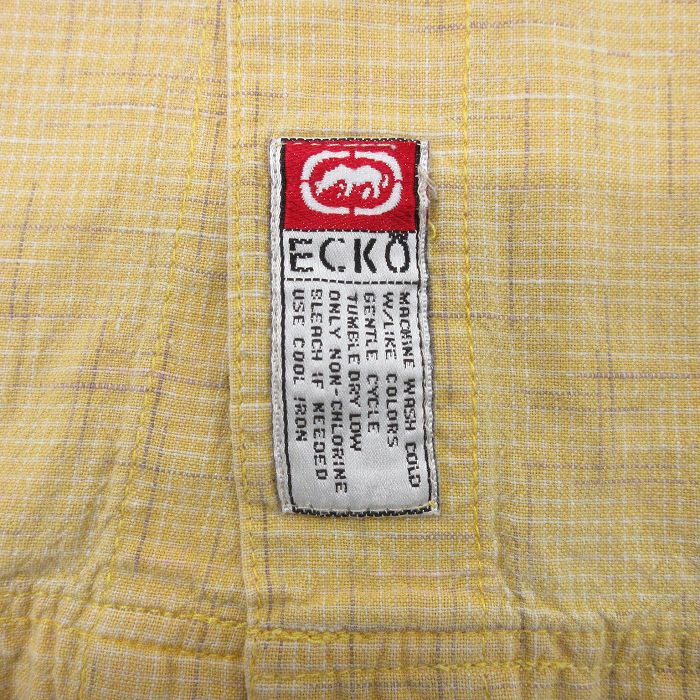 ECKŌ
MACHINE WASH COLD
W/LIKE COLORS
GENTLE CYCLE
TUMBLE DRY LOW
ONLY NON-CHLORINE
BLEACH IF NEEDED
USE COOL IRON